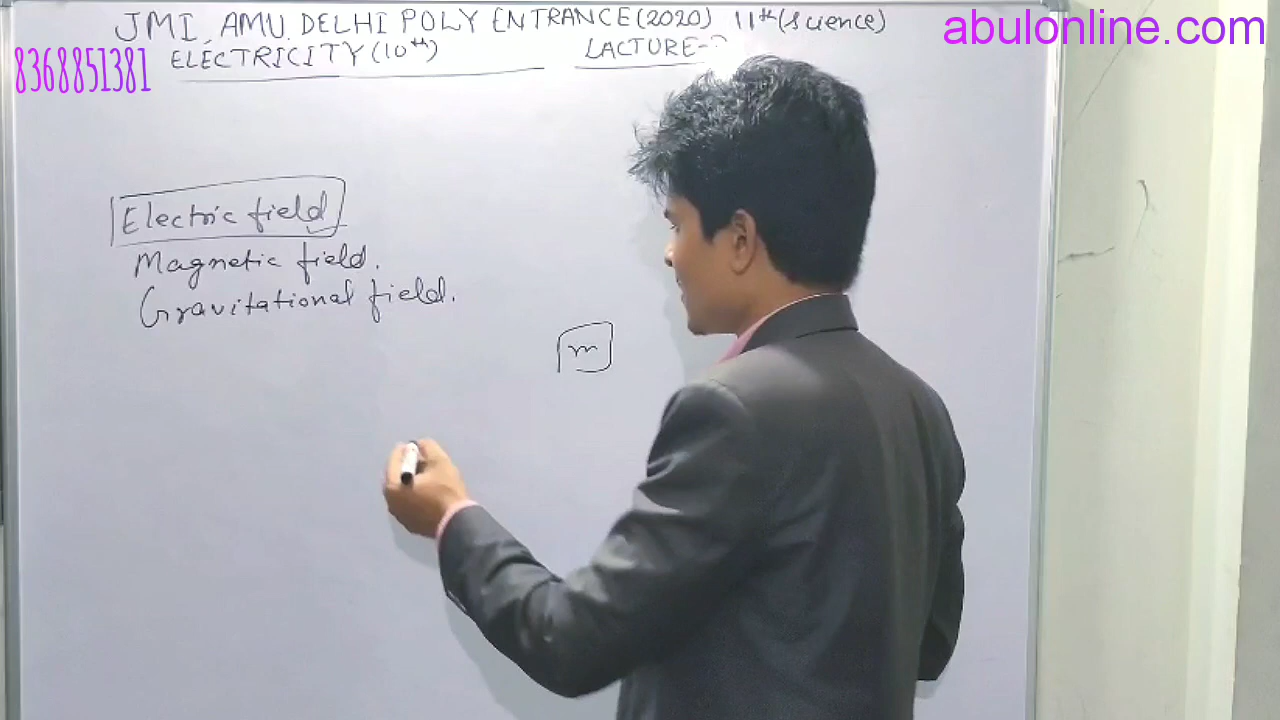 JMI, AMU, DELHI POLY ENTRANCE(2020) 11th (science)
abulonline.com
ELECTRICITY(10th) LACTURE-
8368851381
Electric field
Magnetic field.
Gravitational field.
m